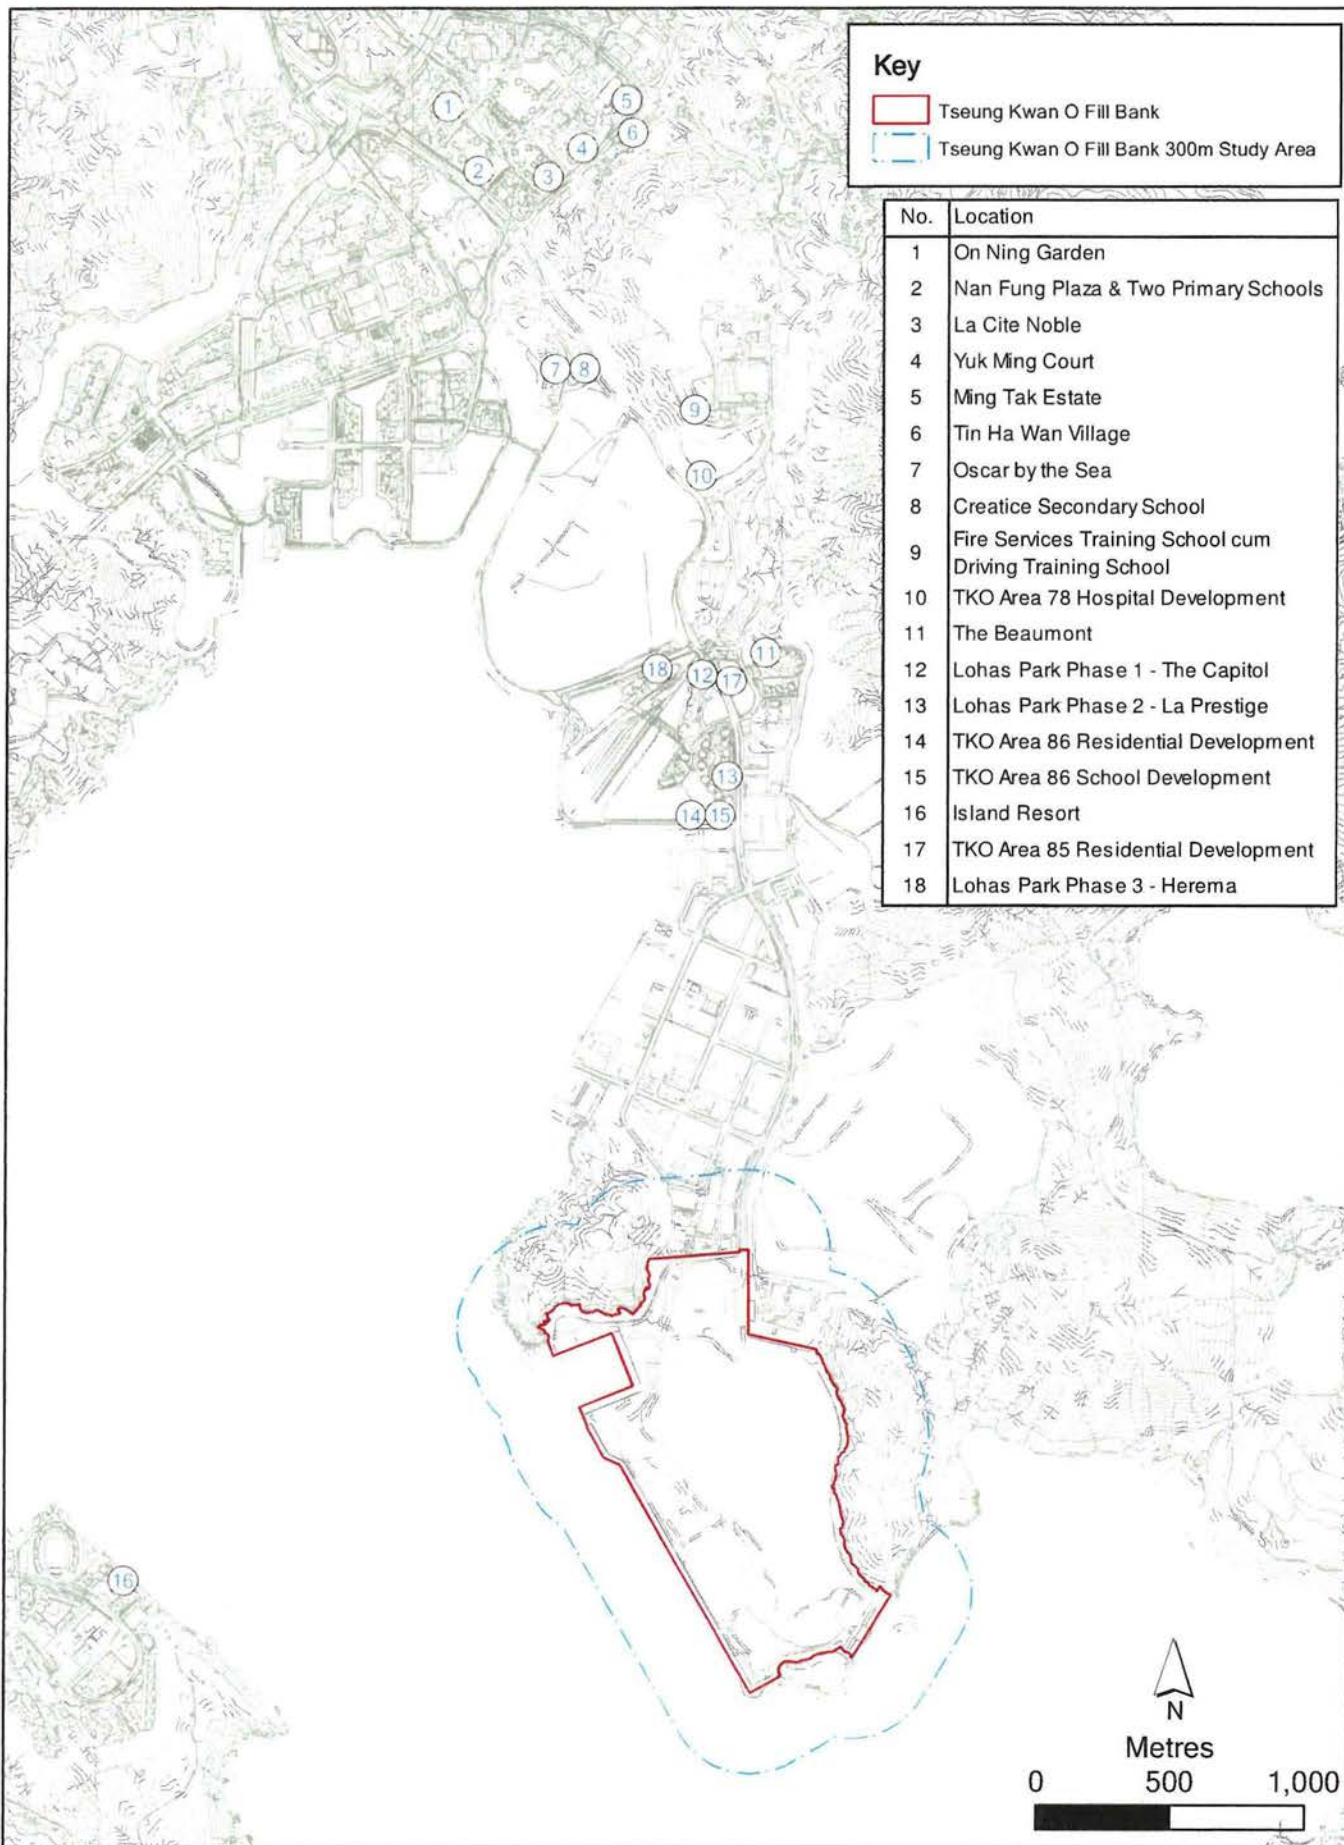 Key
Tseung Kwan O Fill Bank
Tseung Kwan O Fill Bank 300m Study Area
No. Location
1 On Ning Garden
2 Nan Fung Plaza & Two Primary Schools
3 La Cite Noble
4 Yuk Ming Court
5 Ming Tak Estate
6 Tin Ha Wan Village
7 Oscar by the Sea
8 Creatice Secondary School
9 Fire Services Training School cum
Driving Training School
10 TKO Area 78 Hospital Development
11 The Beaumont
12 Lohas Park Phase 1 - The Capitol
13 Lohas Park Phase 2 - La Prestige
14 TKO Area 86 Residential Development
15 TKO Area 86 School Development
16 Island Resort
17 TKO Area 85 Residential Development
18 Lohas Park Phase 3 - Herema
1
5
6
4
2
3
7 8
9
10
11
18 12 17
13
14 15
16
N
Metres
0 500 1,000